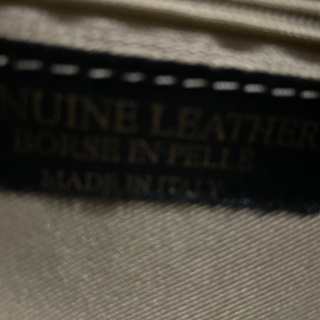 NUINE LEATHER
BORSE IN PELLE
MADE IN ITALY